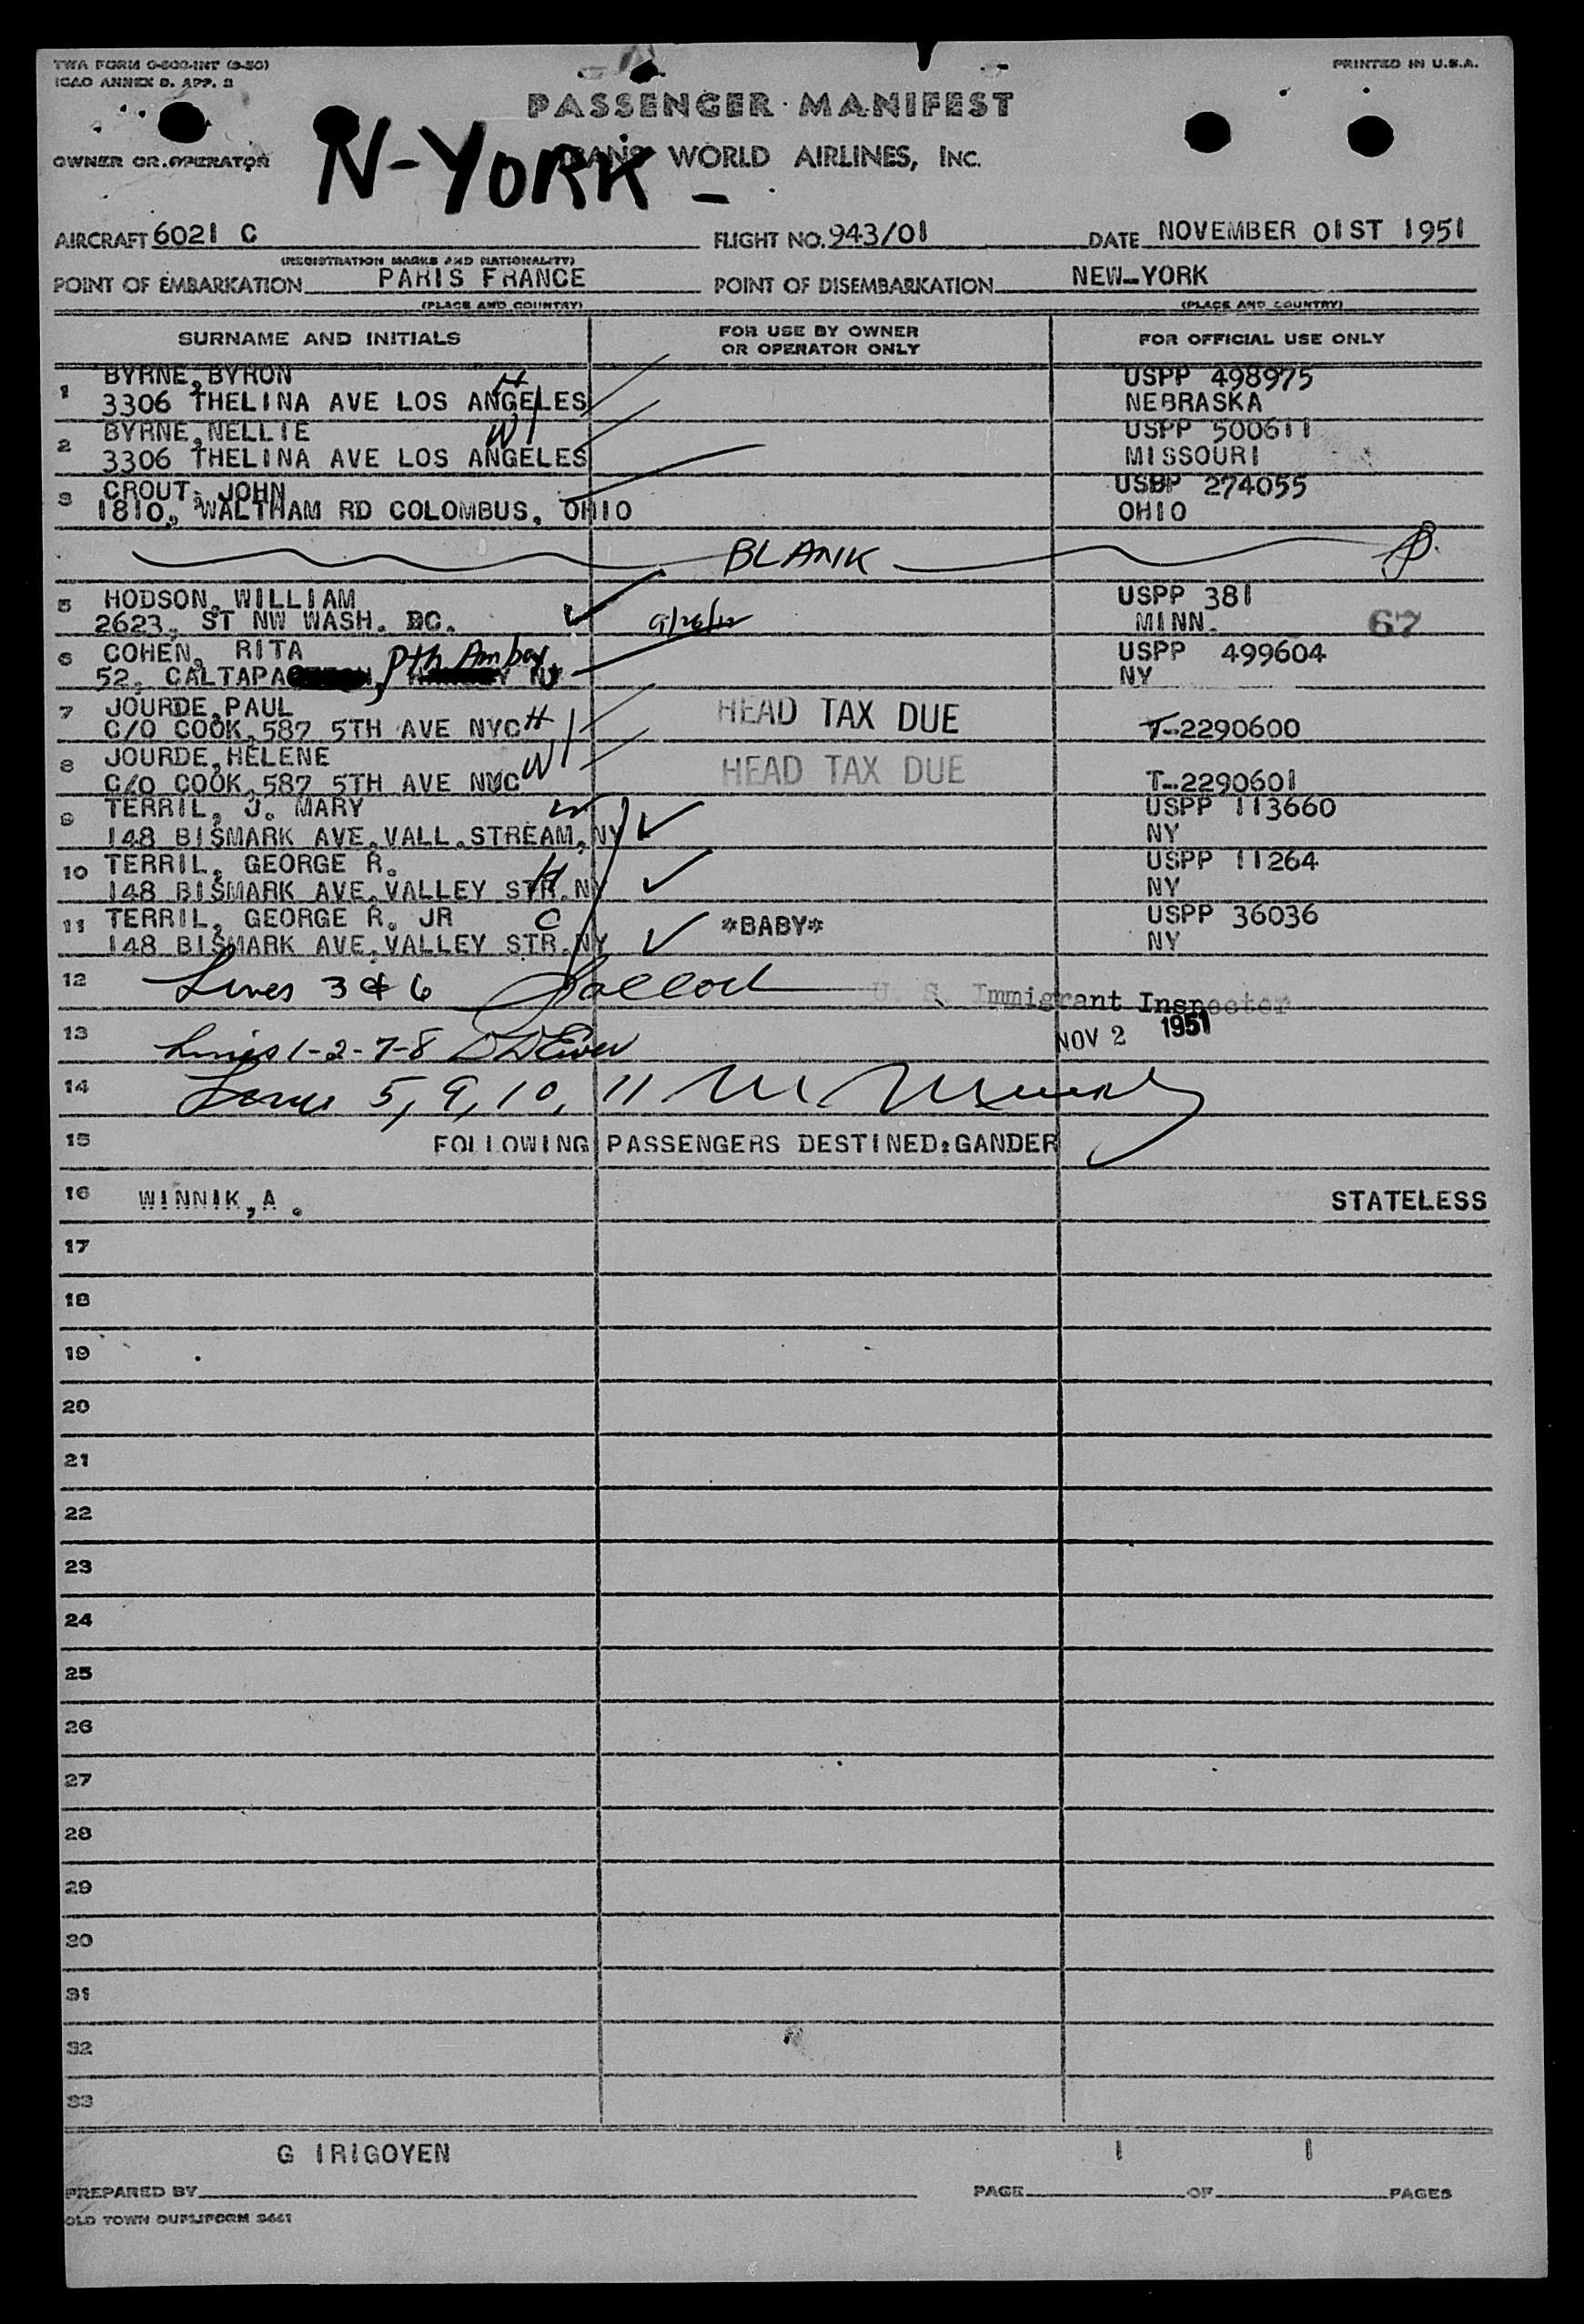 TWA FORM O-800-INT (3-50)
ICAO ANNEX 9. APP. 3
PRINTED IN U.S.A.
PASSENGER MANIFEST
OWNER OR OPERATOR
N-YORK -
TRANS WORLD AIRLINES, INC.
AIRCRAFT 6021 C FLIGHT NO. 943/01 DATE NOVEMBER 01ST 1951
(REGISTRATION MARKS AND NATIONALITY)
POINT OF EMBARKATION PARIS FRANCE POINT OF DISEMBARKATION NEW-YORK
(PLACE AND COUNTRY) (PLACE AND COUNTRY)
SURNAME AND INITIALS FOR USE BY OWNER OR OPERATOR ONLY FOR OFFICIAL USE ONLY
1 BYRNE, BYRON H USPP 498975
3306 THELINA AVE LOS ANGELES NEBRASKA
2 BYRNE, NELLIE W USPP 500611
3306 THELINA AVE LOS ANGELES MISSOURI
3 CROUT, JOHN USPP 274055
1810, WALTHAM RD COLOMBUS, OHIO OHIO
BLANK
5 HODSON, WILLIAM USPP 381
2623, ST NW WASH. DC. 9/26/12 MINN. 67
6 COHEN, RITA Pth Amboy USPP 499604
52, CALTAPA NY
7 JOURDE, PAUL HEAD TAX DUE
C/O COOK, 587 5TH AVE NYC H T-2290600
8 JOURDE, HELENE W HEAD TAX DUE
C/O COOK, 587 5TH AVE NYC T-2290601
9 TERRIL, J. MARY W USPP 113660
148 BISMARK AVE, VALL.STREAM, NY NY
10 TERRIL, GEORGE R. H USPP 11264
148 BISMARK AVE, VALLEY STR.NY NY
11 TERRIL, GEORGE R. JR C *BABY* USPP 36036
148 BISMARK AVE, VALLEY STR.NY NY
12 Lines 3 & 6 U. S. Immigrant Inspector
13 Lines 1-2-7-8 NOV 2 1951
14 Lines 5, 9, 10, 11
15 FOLLOWING PASSENGERS DESTINED:GANDER
16 WINNIK, A. STATELESS
17
18
19
20
21
22
23
24
25
26
27
28
29
30
31
32
33
G IRIGOYEN 1 1
PREPARED BY PAGE OF PAGES
OLD TOWN DUPLIFORM 3441